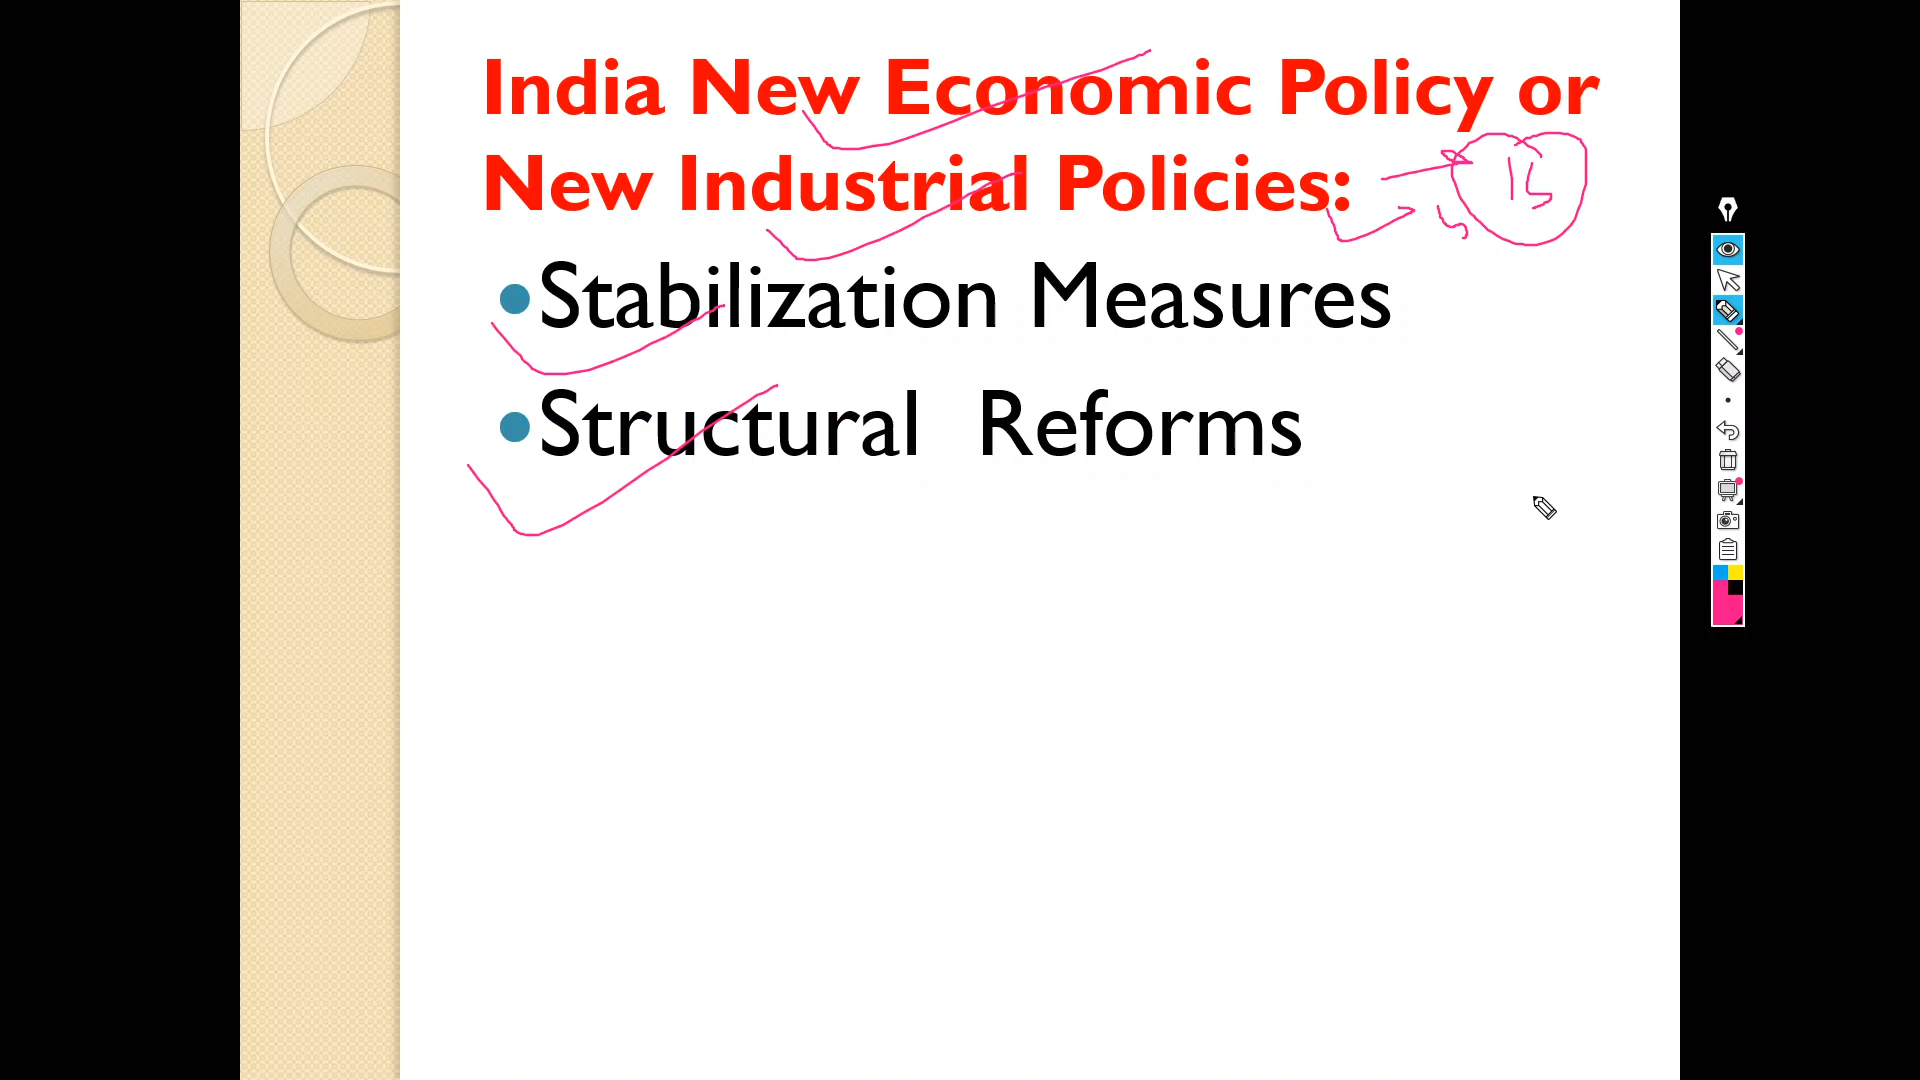 India New Economic Policy or
New Industrial Policies:
•Stabilization Measures
•Structural Reforms